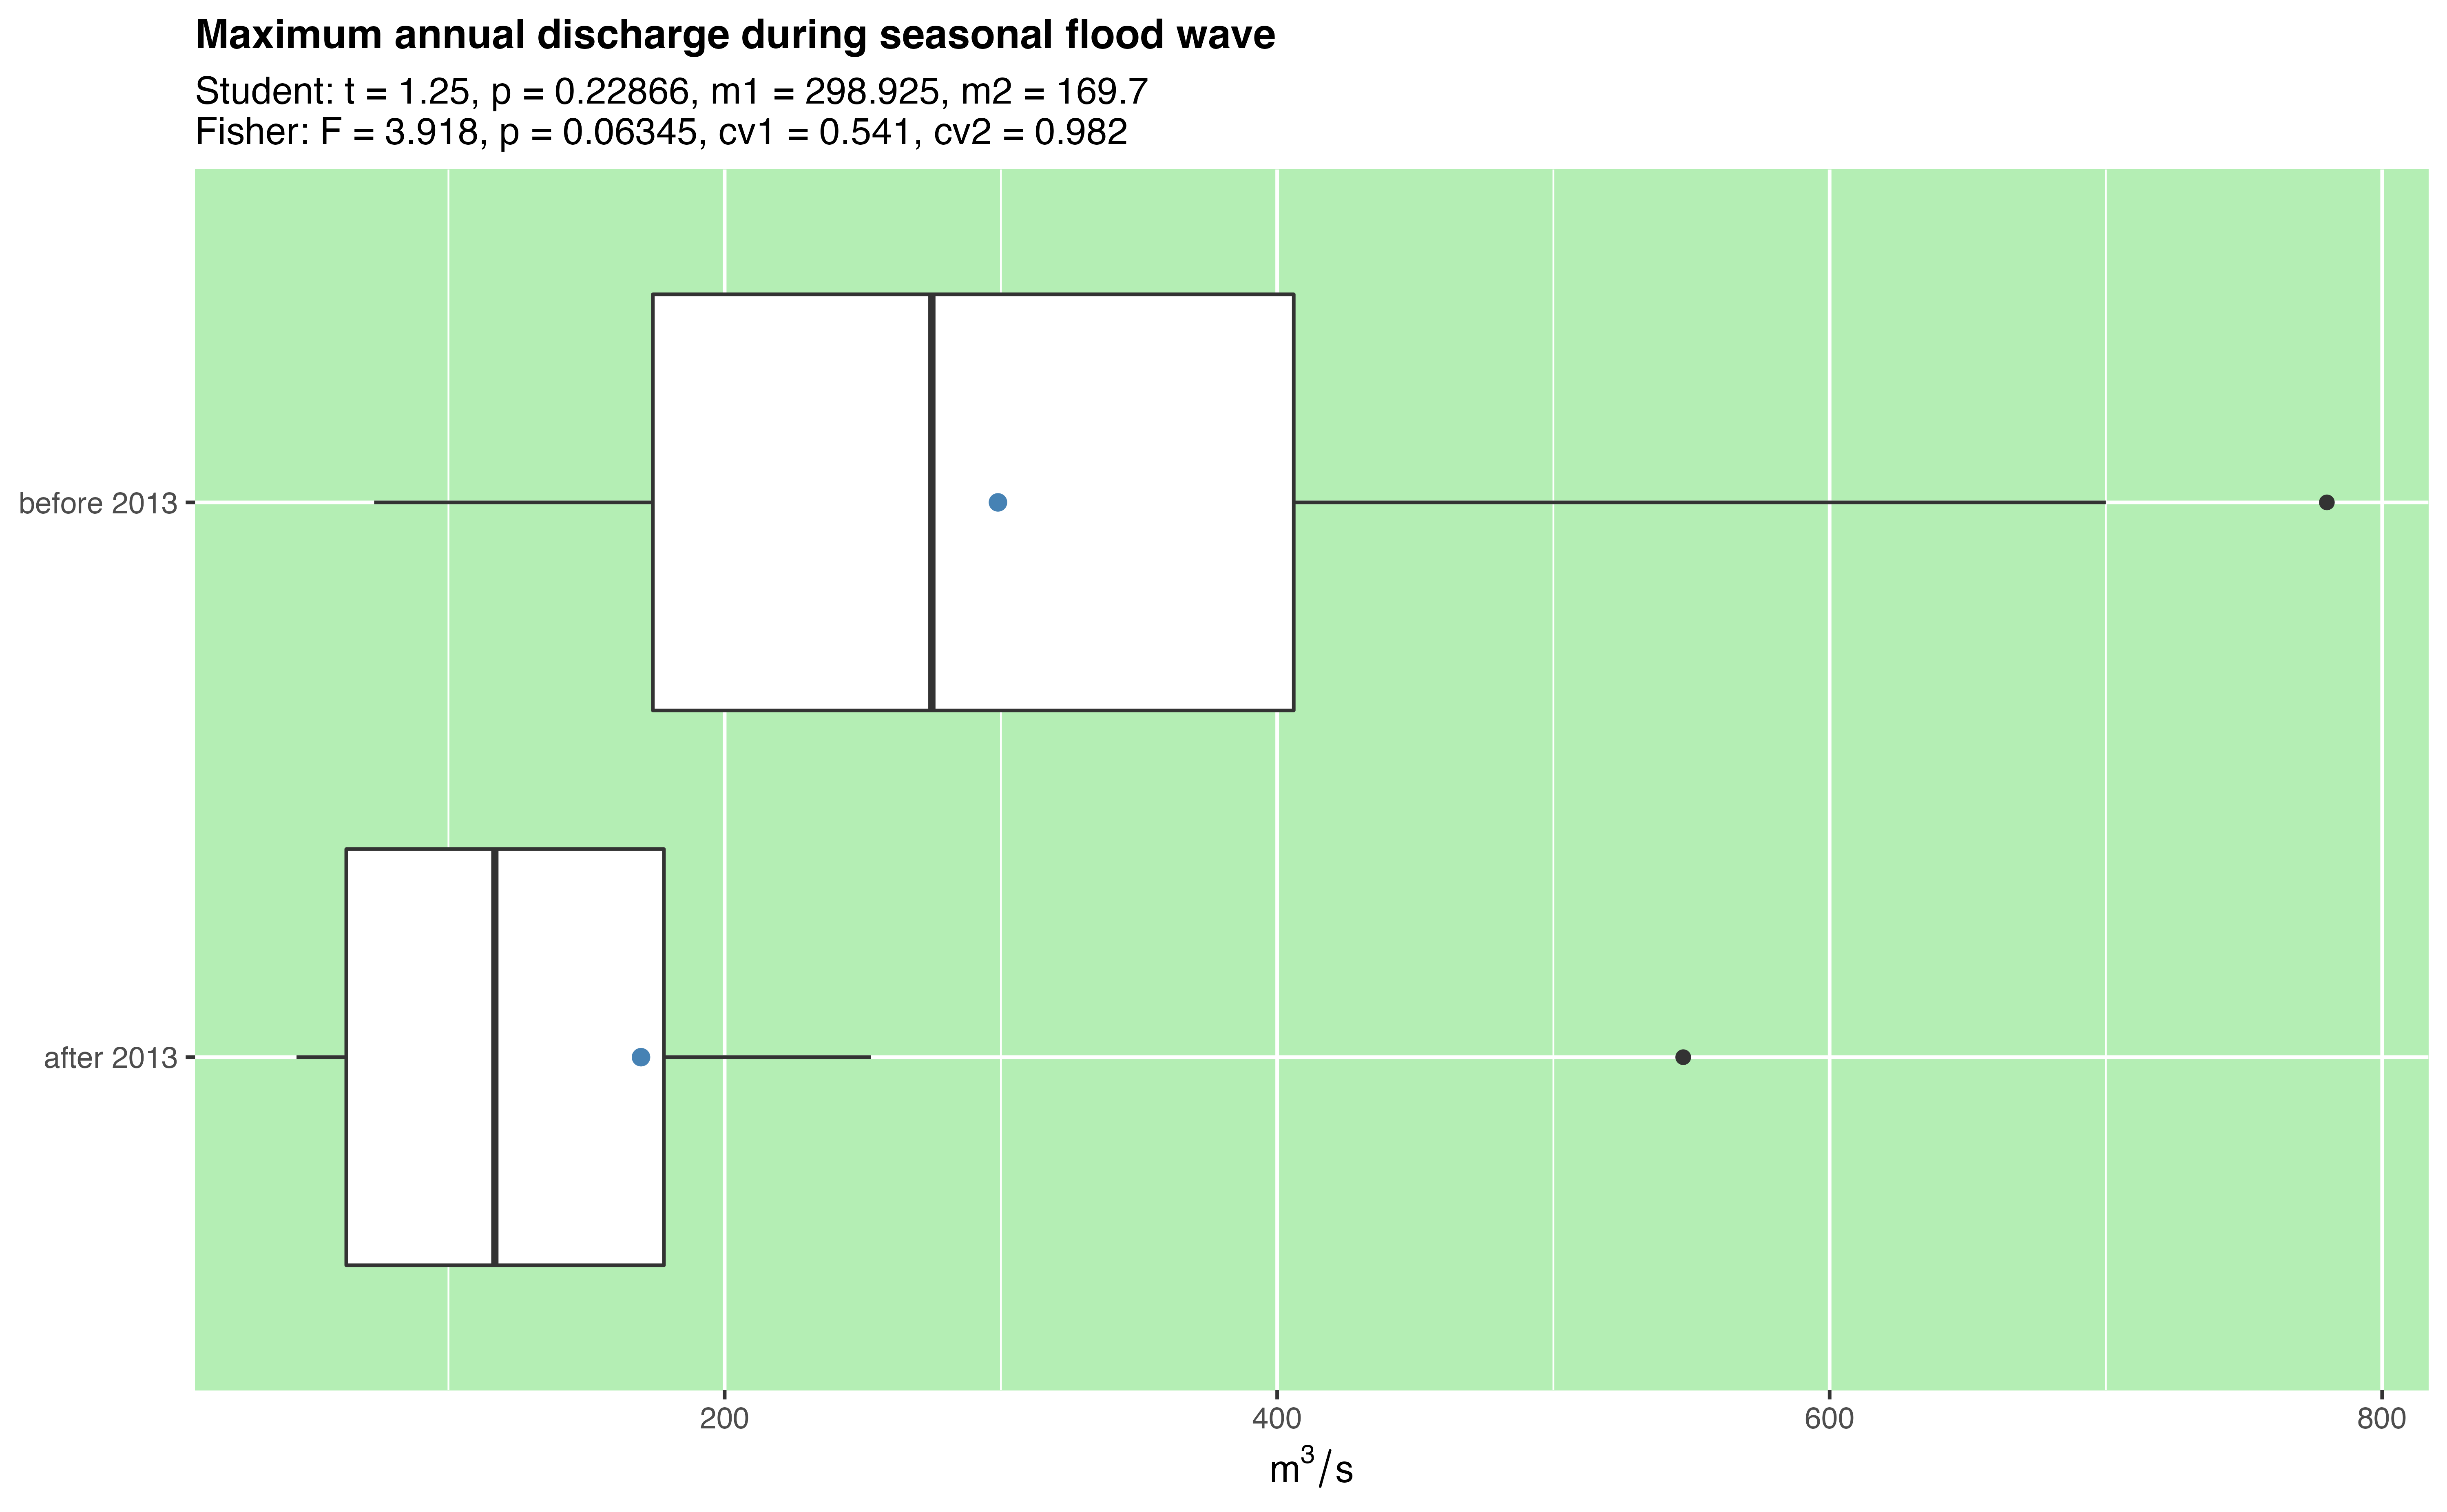 Maximum annual discharge during seasonal flood wave
Student: t = 1.25, p = 0.22866, m1 = 298.925, m2 = 169.7
Fisher: F = 3.918, p = 0.06345, cv1 = 0.541, cv2 = 0.982
before 2013
after 2013
200 400 600 800
m³/s